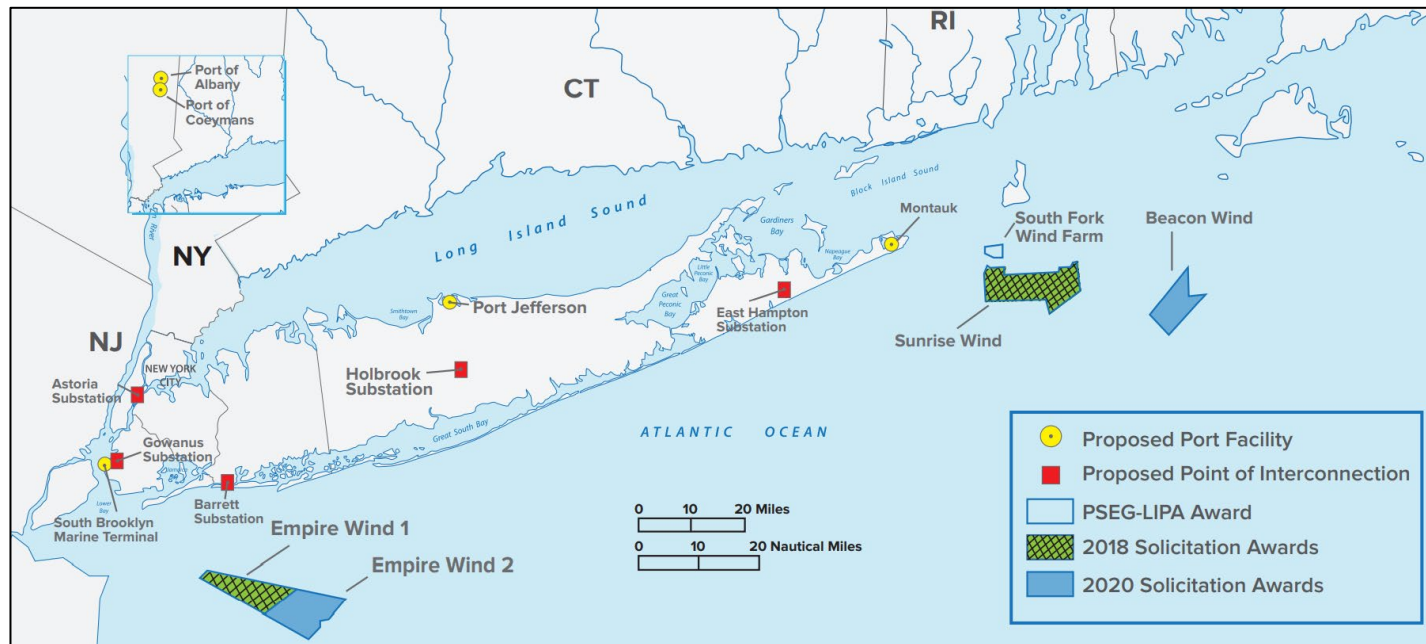 RI
Port of
Albany
Port of
Coeymans
CT
Block Island Sound
Long Island Sound
River
NY
Gardiners
Bay
Montauk
South Fork
Wind Farm
Beacon Wind
Napeague
Bay
Little
Peconic
Bay
Great
Peconic
Bay
East Hampton
Substation
Smithtown
Bay
Port Jefferson
Sunrise Wind
NJ
NEW YORK
CITY
Astoria
Substation
Holbrook
Substation
Great South Bay
ATLANTIC OCEAN
Gowanus
Substation
Lower
Bay
South Brooklyn
Marine Terminal
Barrett
Substation
Empire Wind 1
Empire Wind 2
0 10 20 Miles
0 10 20 Nautical Miles
Proposed Port Facility
Proposed Point of Interconnection
PSEG-LIPA Award
2018 Solicitation Awards
2020 Solicitation Awards